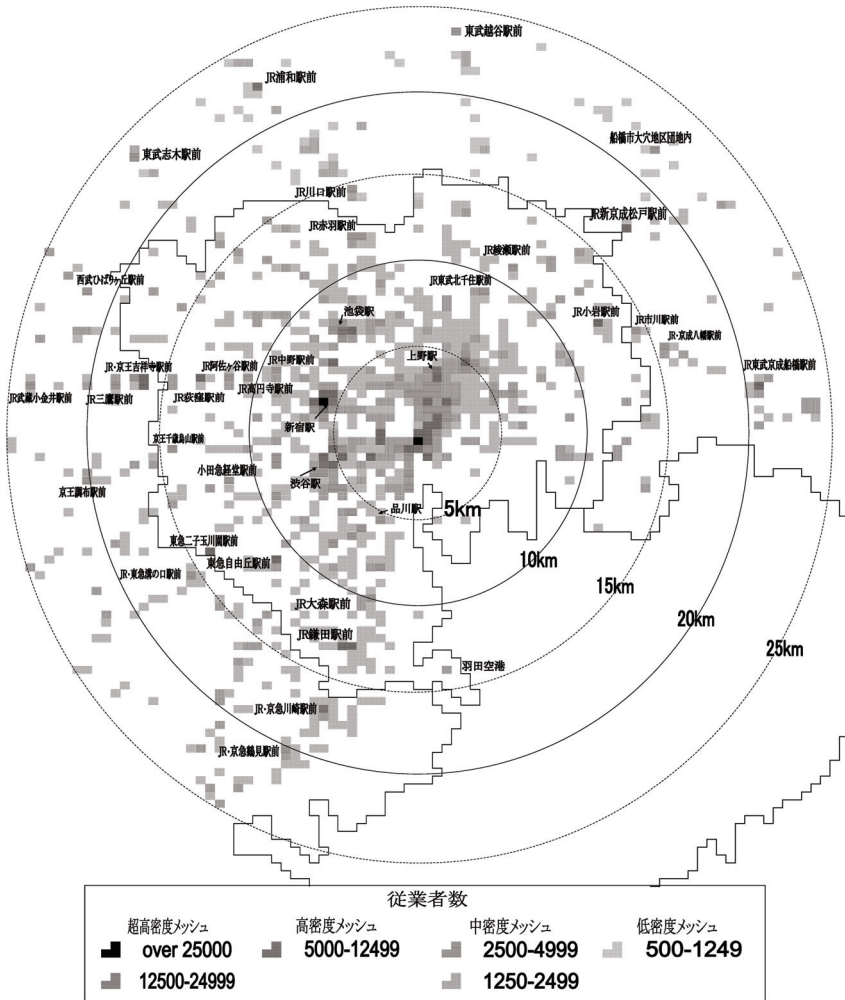 東武越谷駅前
JR浦和駅前
船橋市大穴地区団地内
東武志木駅前
JR川口駅前
JR新京成松戸駅前
JR赤羽駅前
JR綾瀬駅前
西武ひばりヶ丘駅前
JR東武北千住駅前
池袋駅
JR小岩駅前
JR市川駅前
JR・京成八幡駅前
上野駅
JR・京王吉祥寺駅前
JR阿佐ヶ谷駅前
JR中野駅前
JR東武京成船橋駅前
JR武蔵小金井駅前
JR三鷹駅前
JR荻窪駅前
JR高円寺駅前
新宿駅
京王千歳烏山駅前
小田急経堂駅前
渋谷駅
京王調布駅前
品川駅
5km
東急二子玉川園駅前
東急自由丘駅前
10km
JR・東急溝の口駅前
15km
JR大森駅前
20km
JR鎌田駅前
25km
羽田空港
JR・京急川崎駅前
JR・京急鶴見駅前
従業者数
超高密度メッシュ
高密度メッシュ
中密度メッシュ
低密度メッシュ
over 25000
5000-12499
2500-4999
500-1249
12500-24999
1250-2499